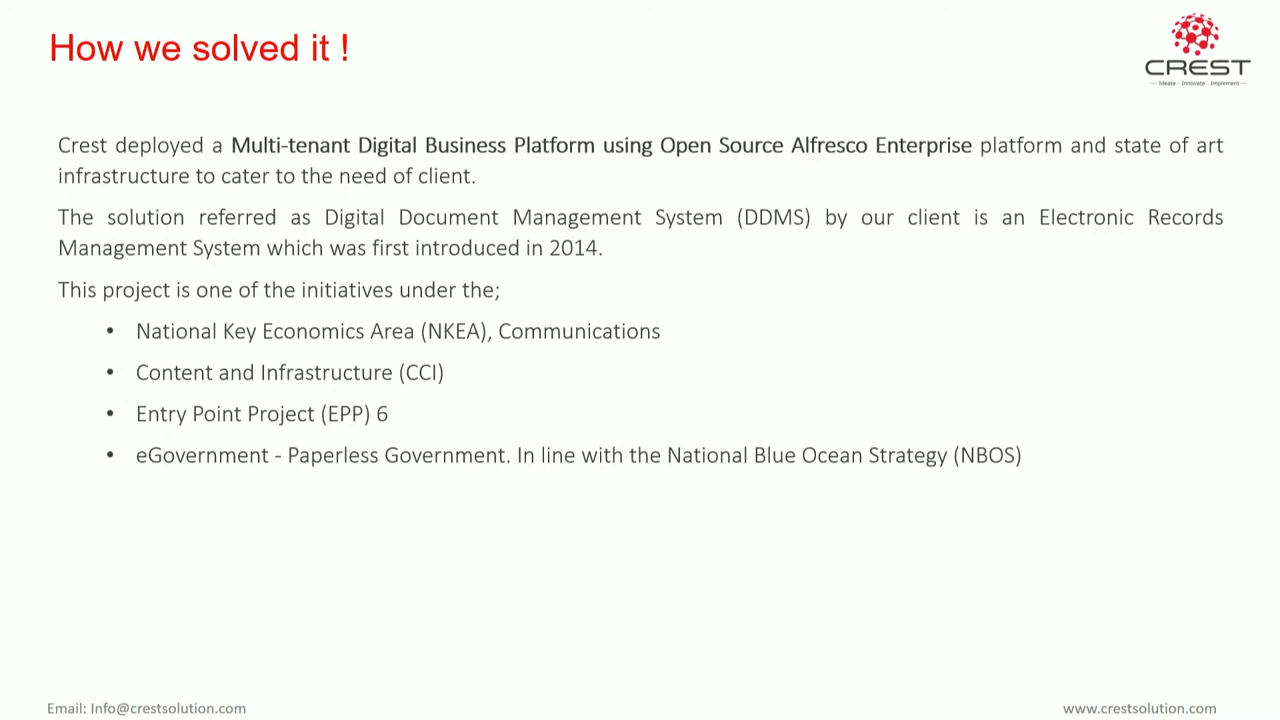 How we solved it !
CREST
Ideate - Innovate - Implement
Crest deployed a Multi-tenant Digital Business Platform using Open Source Alfresco Enterprise platform and state of art
infrastructure to cater to the need of client.
The solution referred as Digital Document Management System (DDMS) by our client is an Electronic Records
Management System which was first introduced in 2014.
This project is one of the initiatives under the;
• National Key Economics Area (NKEA), Communications
• Content and Infrastructure (CCI)
• Entry Point Project (EPP) 6
• eGovernment - Paperless Government. In line with the National Blue Ocean Strategy (NBOS)
Email: Info@crestsolution.com
www.crestsolution.com